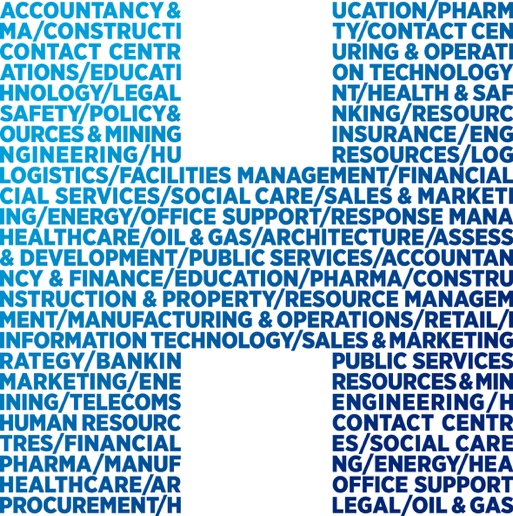 ACCOUNTANCY & UCATION/PHARM
MA/CONSTRUCTI TY/CONTACT CEN
CONTACT CENTR URING & OPERATI
ATIONS/EDUCATI ON TECHNOLOGY
HNOLOGY/LEGAL NT/HEALTH & SAF
SAFETY/POLICY& NKING/RESOURC
OURCES & MINING INSURANCE/ENG
NGINEERING/HU RESOURCES/LOG
LOGISTICS/FACILITIES MANAGEMENT/FINANCIAL
CIAL SERVICES/SOCIAL CARE/SALES & MARKETI
ING/ENERGY/OFFICE SUPPORT/RESPONSE MANA
HEALTHCARE/OIL & GAS/ARCHITECTURE/ASSESS
& DEVELOPMENT/PUBLIC SERVICES/ACCOUNTAN
NCY & FINANCE/EDUCATION/PHARMA/CONSTRU
NSTRUCTION & PROPERTY/RESOURCE MANAGEM
MENT/MANUFACTURING & OPERATIONS/RETAIL/I
INFORMATION TECHNOLOGY/SALES & MARKETING
RATEGY/BANKIN PUBLIC SERVICES
MARKETING/ENE RESOURCES & MIN
INING/TELECOMS ENGINEERING/H
HUMAN RESOURC CONTACT CENTR
TRES/FINANCIAL ES/SOCIAL CARE
PHARMA/MANUF NG/ENERGY/HEA
HEALTHCARE/AR OFFICE SUPPORT
PROCUREMENT/H LEGAL/OIL & GAS